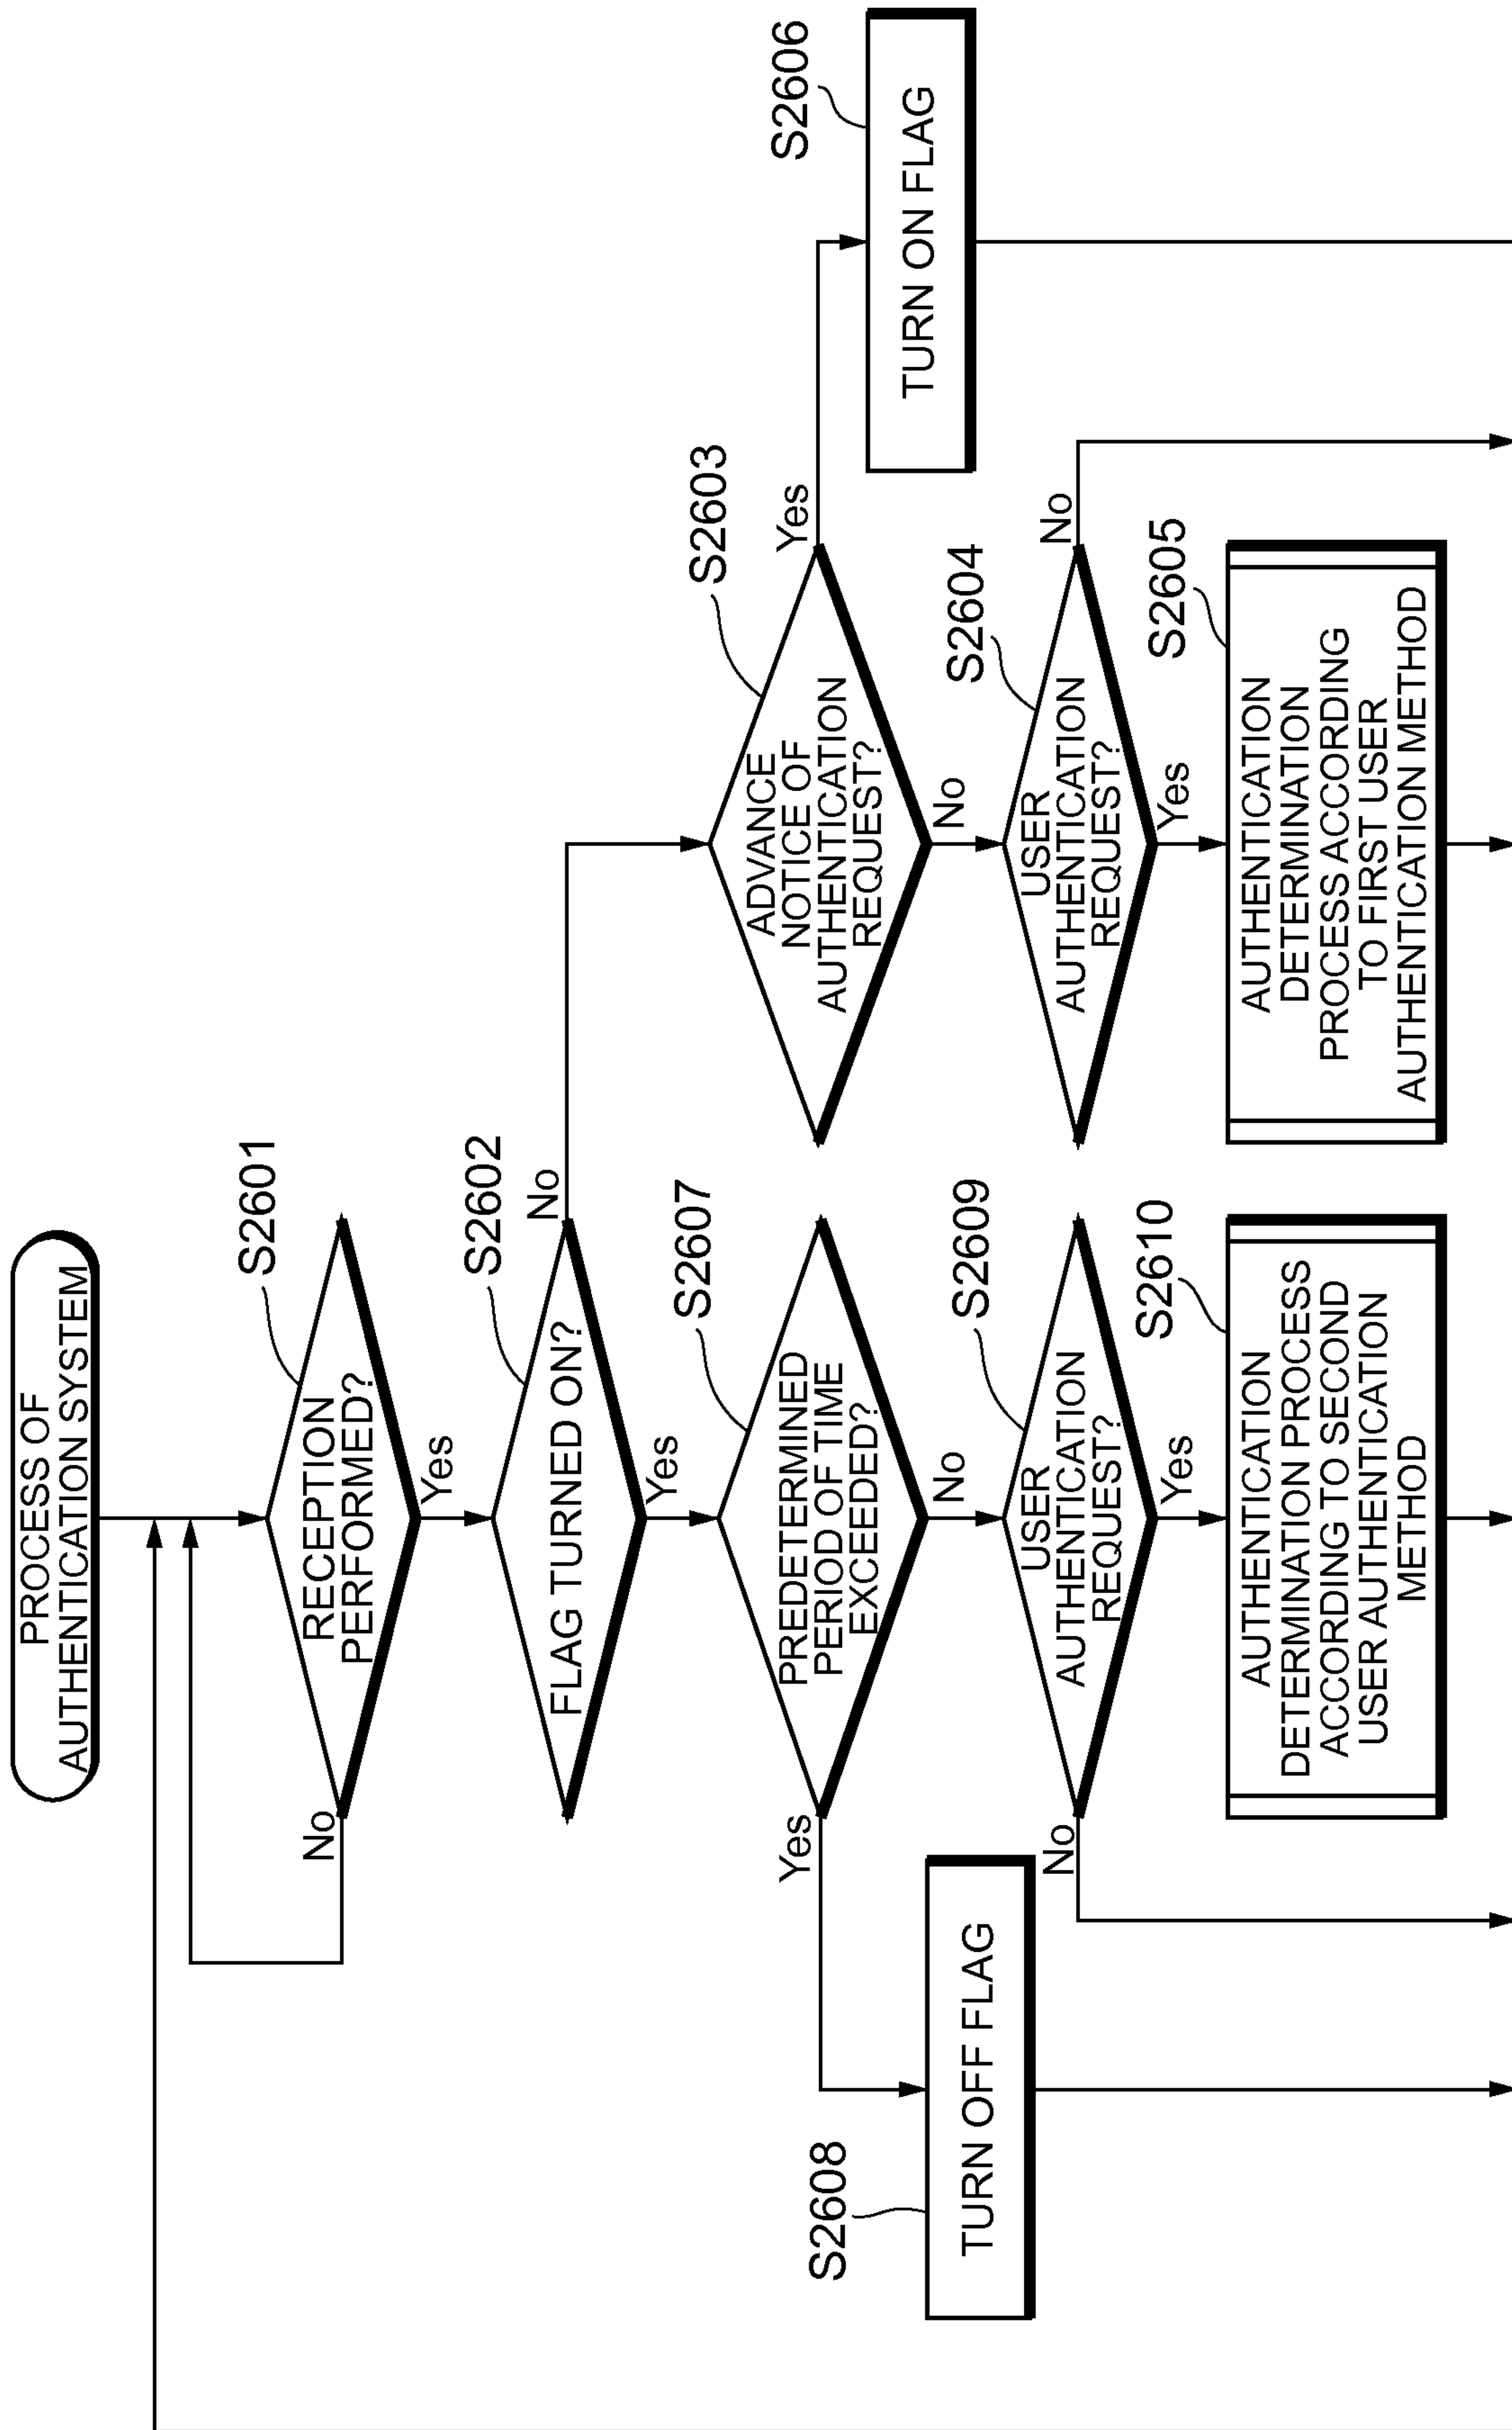 PROCESS OF
AUTHENTICATION SYSTEM
S2601
RECEPTION
PERFORMED?
No
Yes
S2602
FLAG TURNED ON?
No
Yes
S2607
PREDETERMINED
PERIOD OF TIME
EXCEEDED?
Yes
No
S2608
TURN OFF FLAG
S2609
USER
AUTHENTICATION
REQUEST?
No
Yes
S2610
AUTHENTICATION
DETERMINATION PROCESS
ACCORDING TO SECOND
USER AUTHENTICATION
METHOD
S2603
ADVANCE
NOTICE OF
AUTHENTICATION
REQUEST?
Yes
No
S2606
TURN ON FLAG
S2604
USER
AUTHENTICATION
REQUEST?
No
Yes
S2605
AUTHENTICATION
DETERMINATION
PROCESS ACCORDING
TO FIRST USER
AUTHENTICATION METHOD